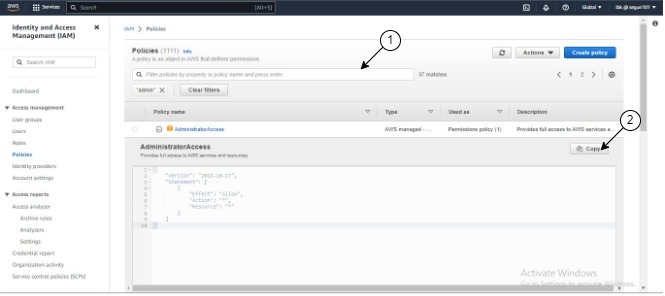 aws
Services
Search
[Alt+S]
Global
Identity and Access
Management (IAM)
Search IAM
Dashboard
Access management
User groups
Users
Roles
Policies
Identity providers
Account settings
Access reports
Access analyzer
Archive rules
Analyzers
Settings
Credential report
Organization activity
Service control policies (SCPs)
IAM > Policies
Policies (1111) Info
A policy is an object in AWS that defines permissions.
Actions
Create policy
Filter policies by property or policy name and press enter
37 matches
1 2
"admin" X
Clear filters
Policy name
Type
Used as
Description
AdministratorAccess
AWS managed - ...
Permissions policy (1)
Provides full access to AWS services a...
AdministratorAccess
Provides full access to AWS services and resources.
Copy
1 {
2 "Version": "2012-10-17",
3 "Statement": [
4 {
5 "Effect": "Allow",
6 "Action": "*",
7 "Resource": "*"
8 }
9 ]
10 }
1
2
Activate Windows
Go to Settings to activate Windows.